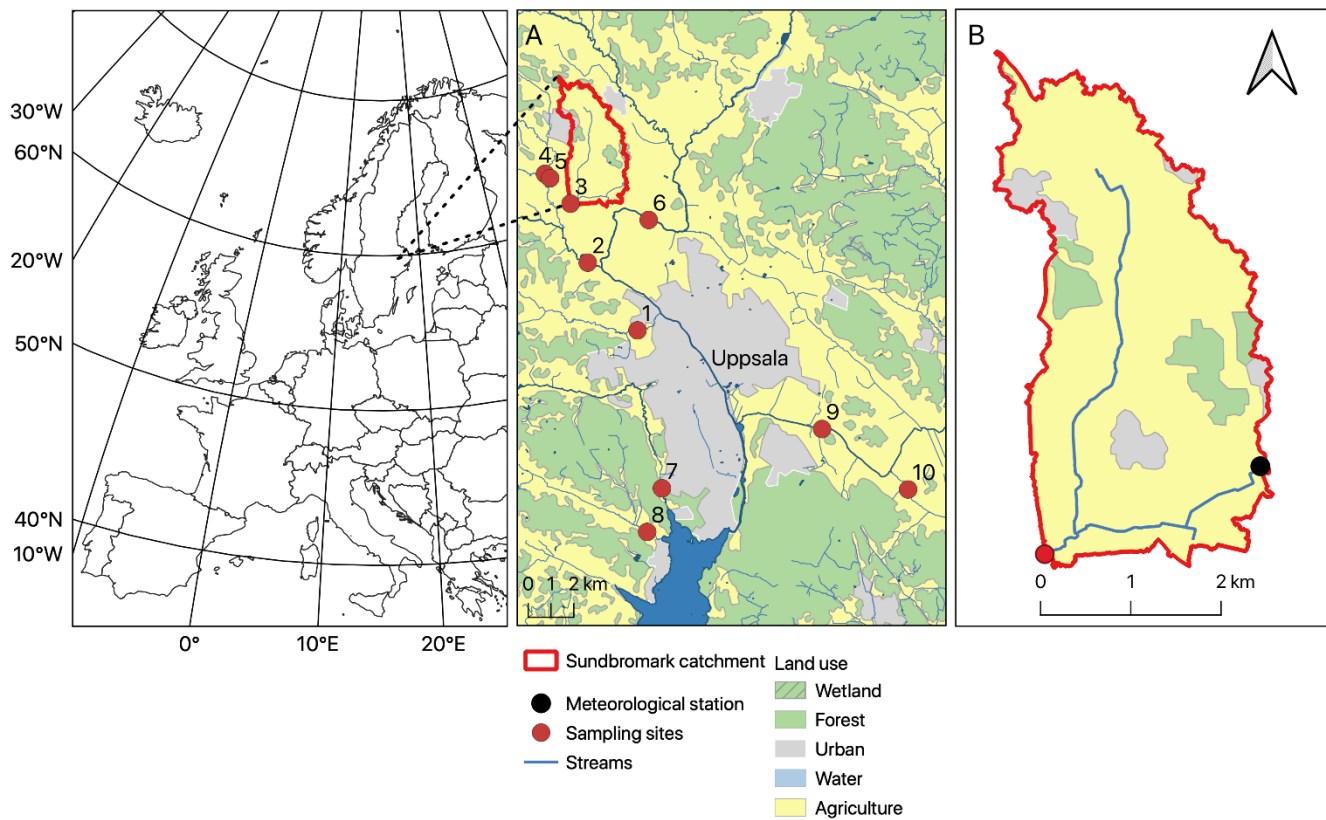 A
B
30°W
60°N
20°W
50°N
40°N
10°W
0°
10°E
20°E
4
5
3
6
2
1
Uppsala
9
7
10
8
0 1 2 km
0 1 2 km
Sundbromark catchment
Meteorological station
Sampling sites
Streams
Land use
Wetland
Forest
Urban
Water
Agriculture